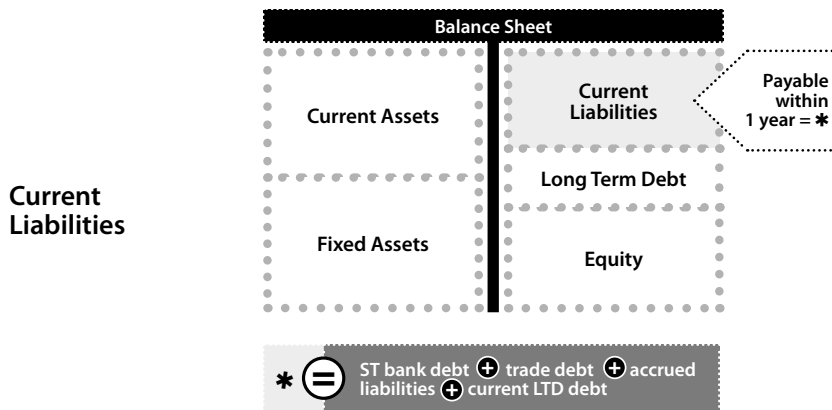 Balance Sheet
Current Assets
Current
Liabilities
Payable
within
1 year = *
Long Term Debt
Current
Liabilities
Fixed Assets
Equity
* = ST bank debt + trade debt + accrued
liabilities + current LTD debt